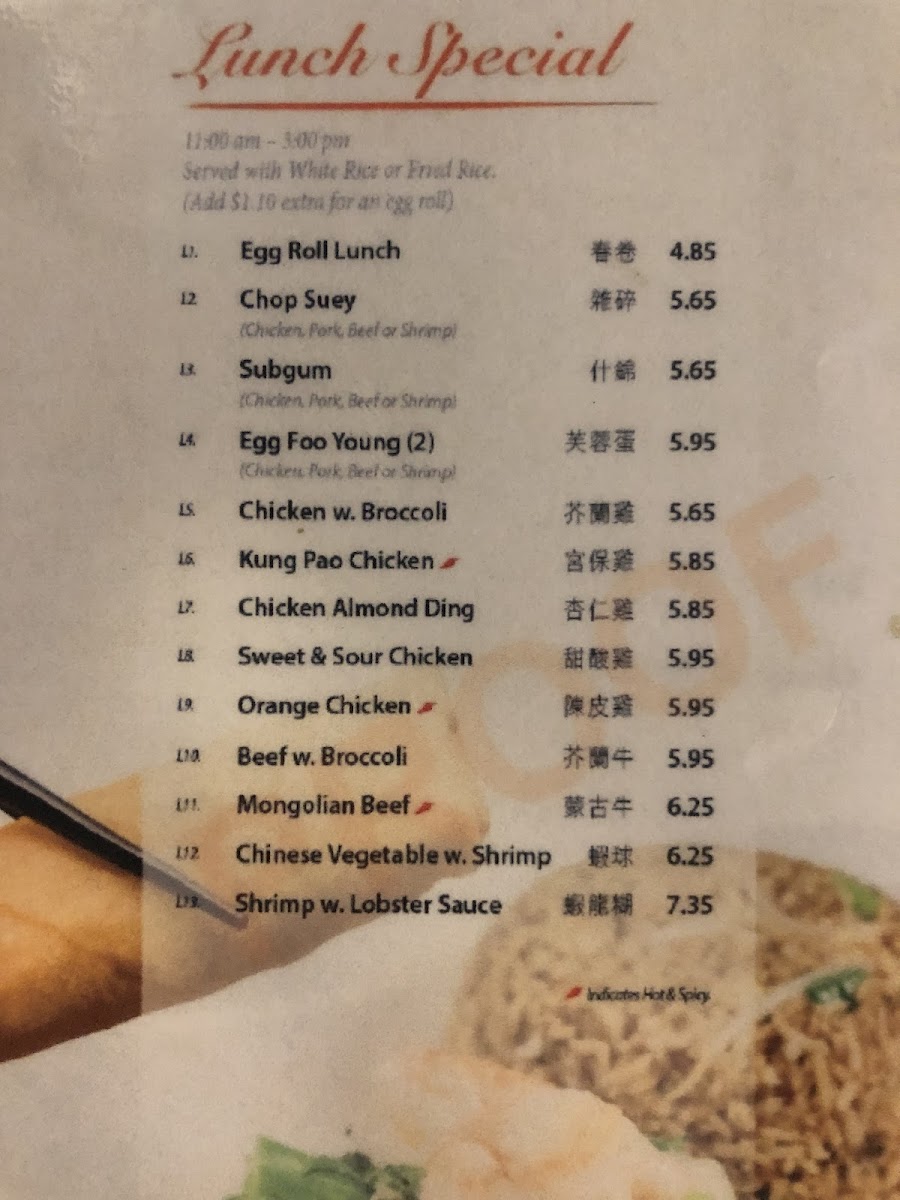 Lunch Special
11:00 am – 3:00 pm
Served with White Rice or Fried Rice.
(Add $1.10 extra for an egg roll)
L1. Egg Roll Lunch 春卷 4.85
L2. Chop Suey 雜碎 5.65
(Chicken, Pork, Beef or Shrimp)
L3. Subgum 什錦 5.65
(Chicken, Pork, Beef or Shrimp)
L4. Egg Foo Young (2) 芙蓉蛋 5.95
(Chicken, Pork, Beef or Shrimp)
L5. Chicken w. Broccoli 芥蘭雞 5.65
L6. Kung Pao Chicken 宮保雞 5.85
L7. Chicken Almond Ding 杏仁雞 5.85
L8. Sweet & Sour Chicken 甜酸雞 5.95
L9. Orange Chicken 陳皮雞 5.95
L10. Beef w. Broccoli 芥蘭牛 5.95
L11. Mongolian Beef 蒙古牛 6.25
L12. Chinese Vegetable w. Shrimp 蝦球 6.25
L13. Shrimp w. Lobster Sauce 蝦龍糊 7.35
Indicates Hot & Spicy.